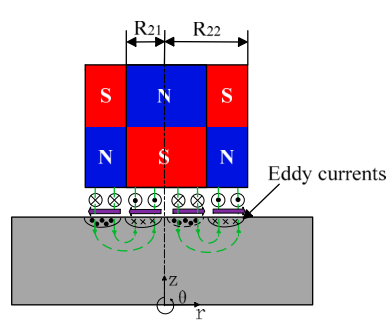 R21 R22
S N S
N S N
Eddy currents
z
θ
r